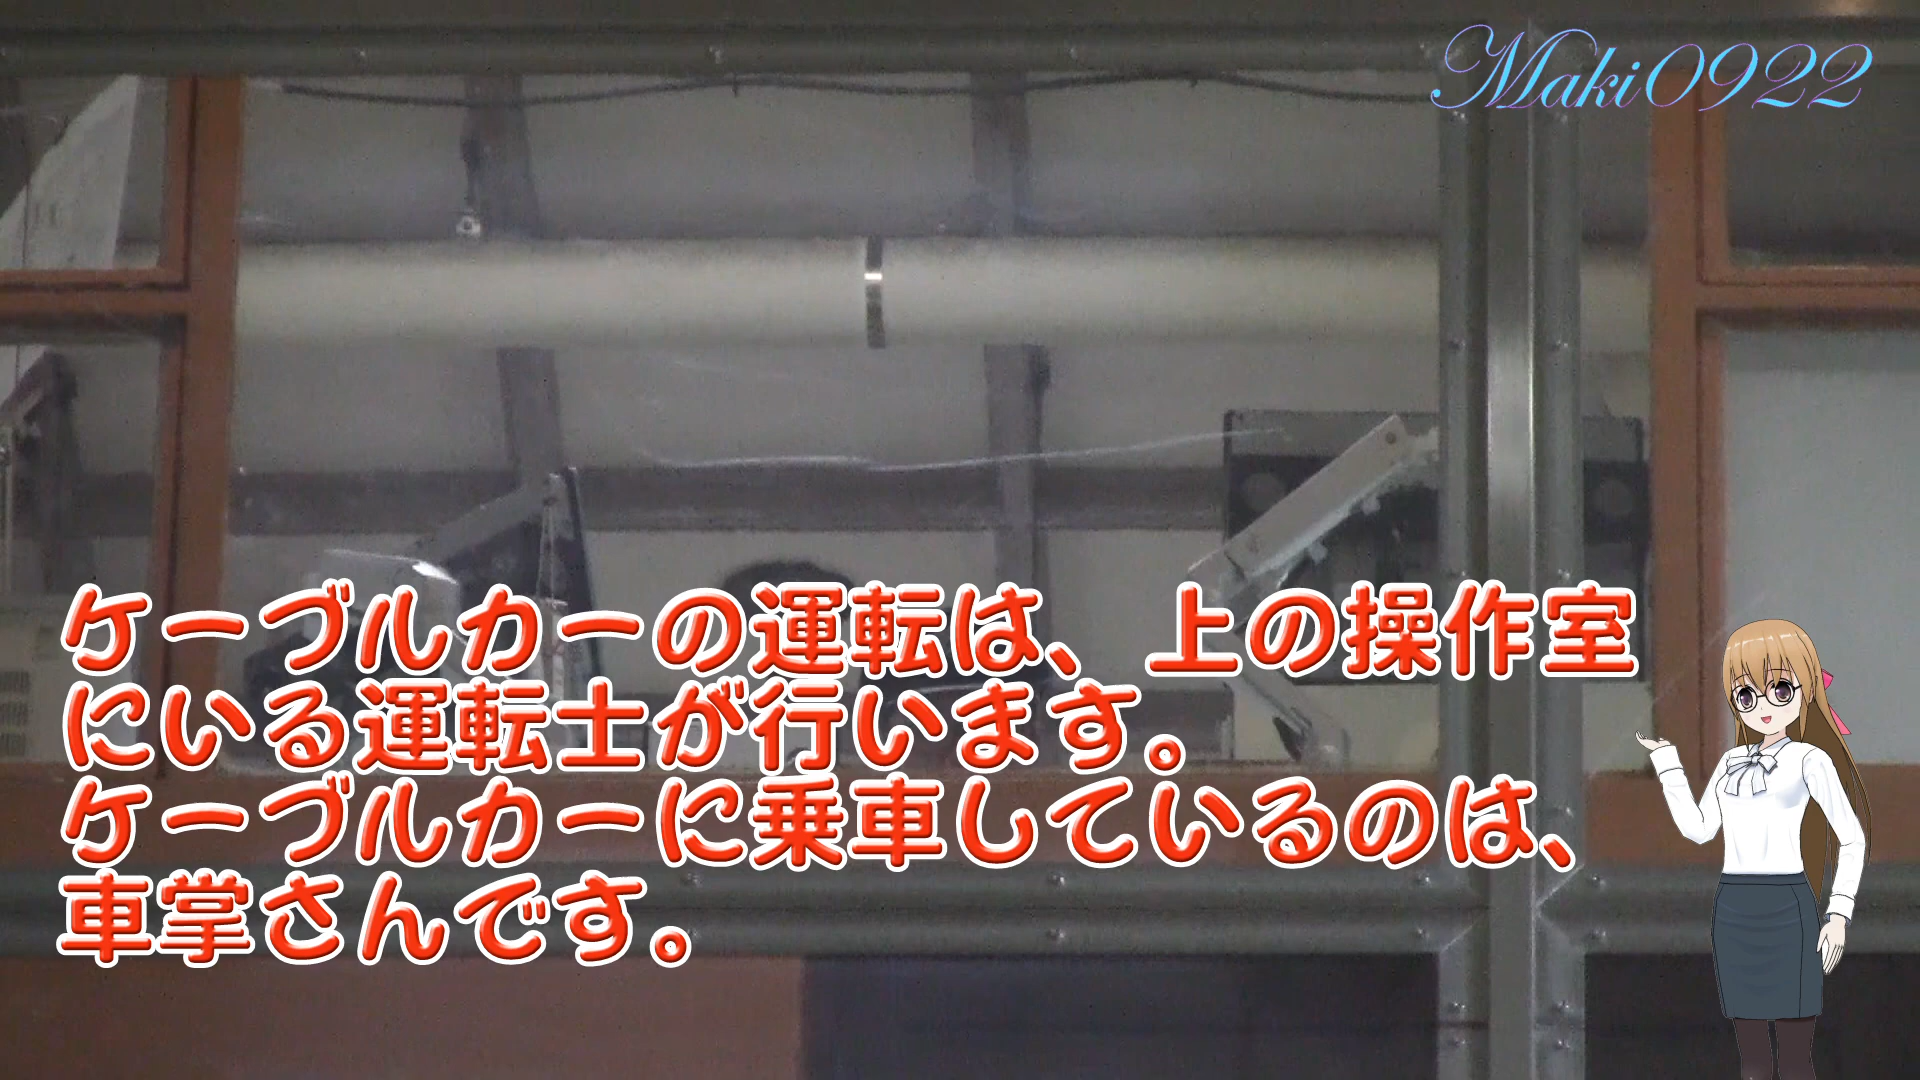 Maki0922
ケーブルカーの運転は、上の操作室
にいる運転士が行います。
ケーブルカーに乗車しているのは、
車掌さんです。